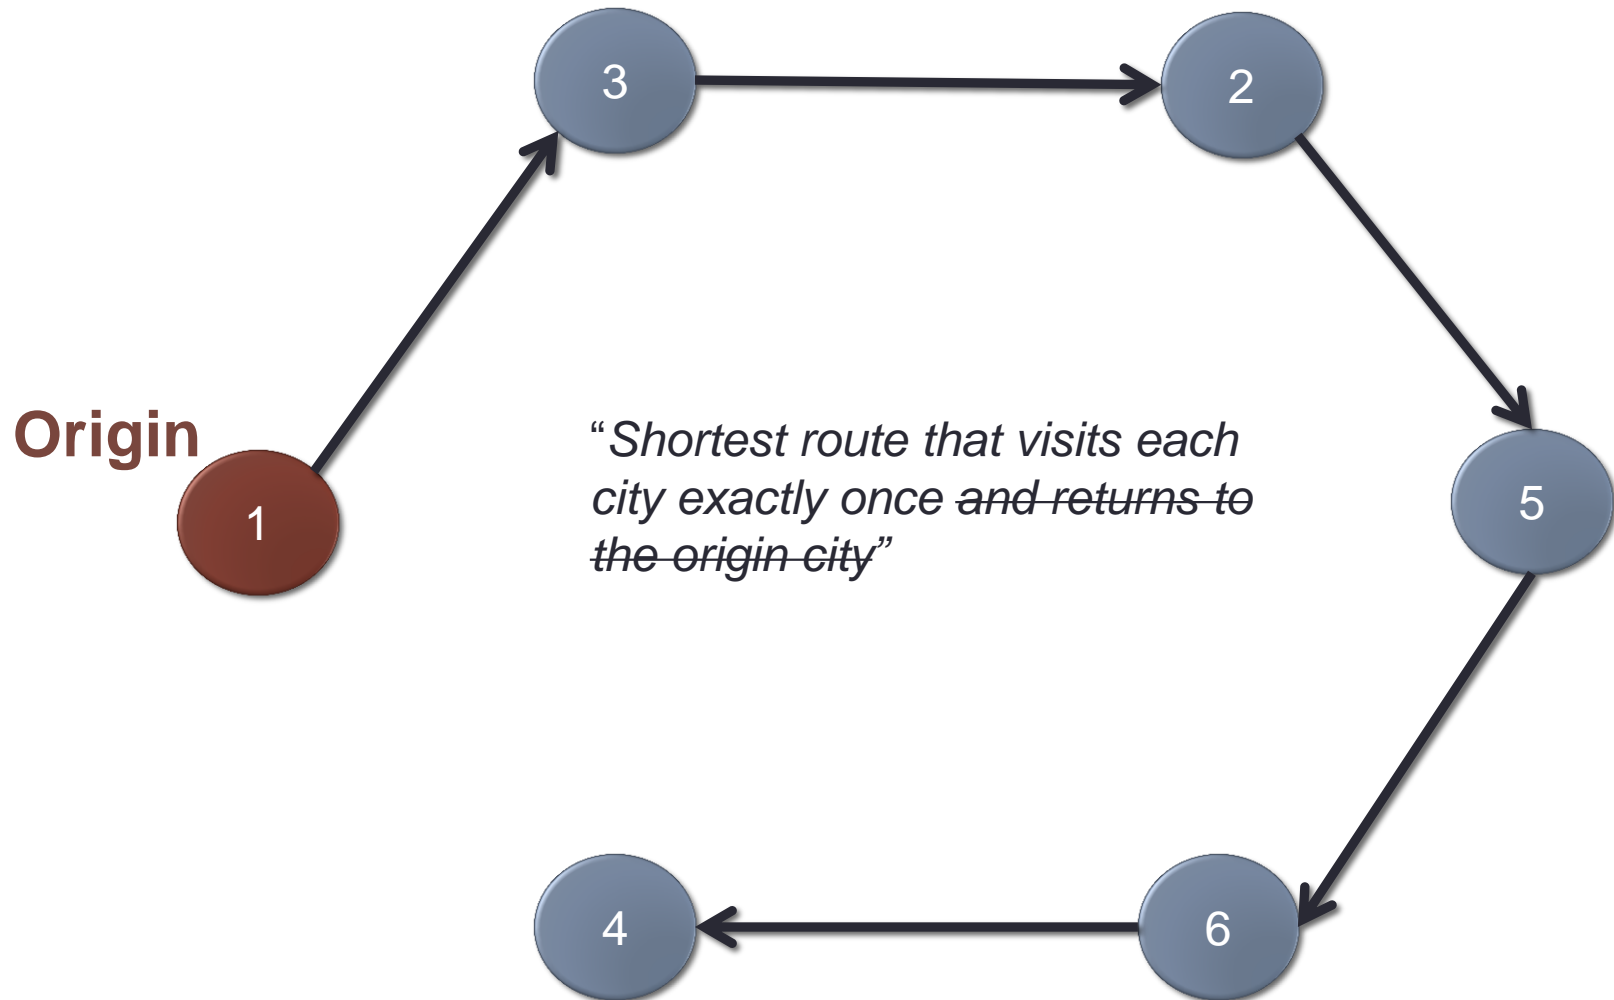 3
2
Origin
1
“Shortest route that visits each
city exactly once and returns to
the origin city”
5
4
6